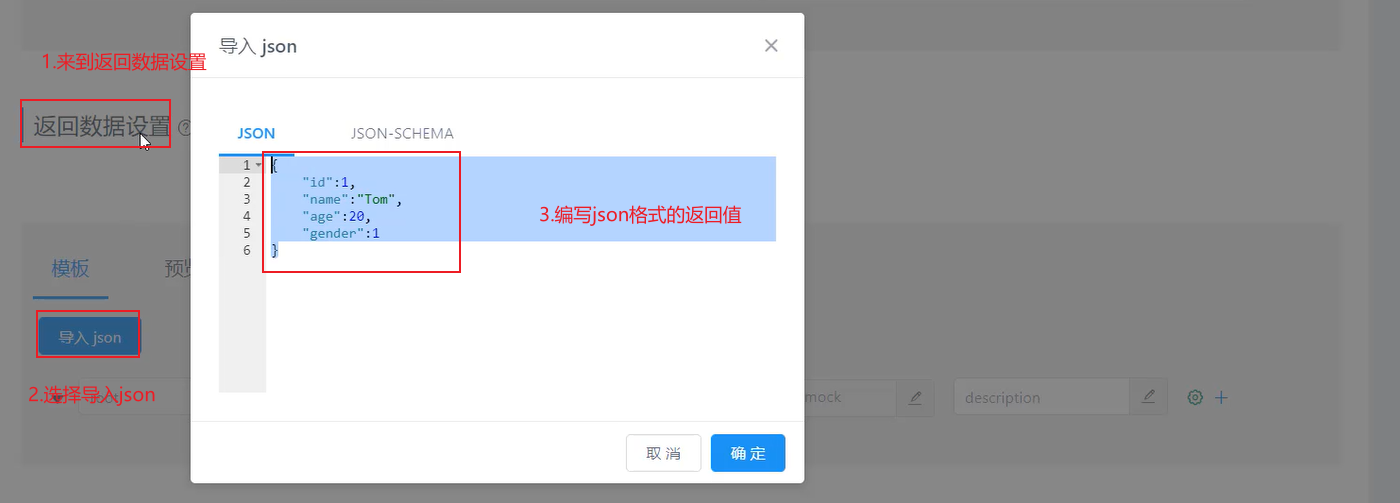 导入 json
1.来到返回数据设置
返回数据设置
JSON
JSON-SCHEMA
1 {
2 "id":1,
3 "name":"Tom",
4 "age":20,
5 "gender":1
6 }
3.编写json格式的返回值
模板
导入 json
2.选择导入json
mock
description
取 消
确 定